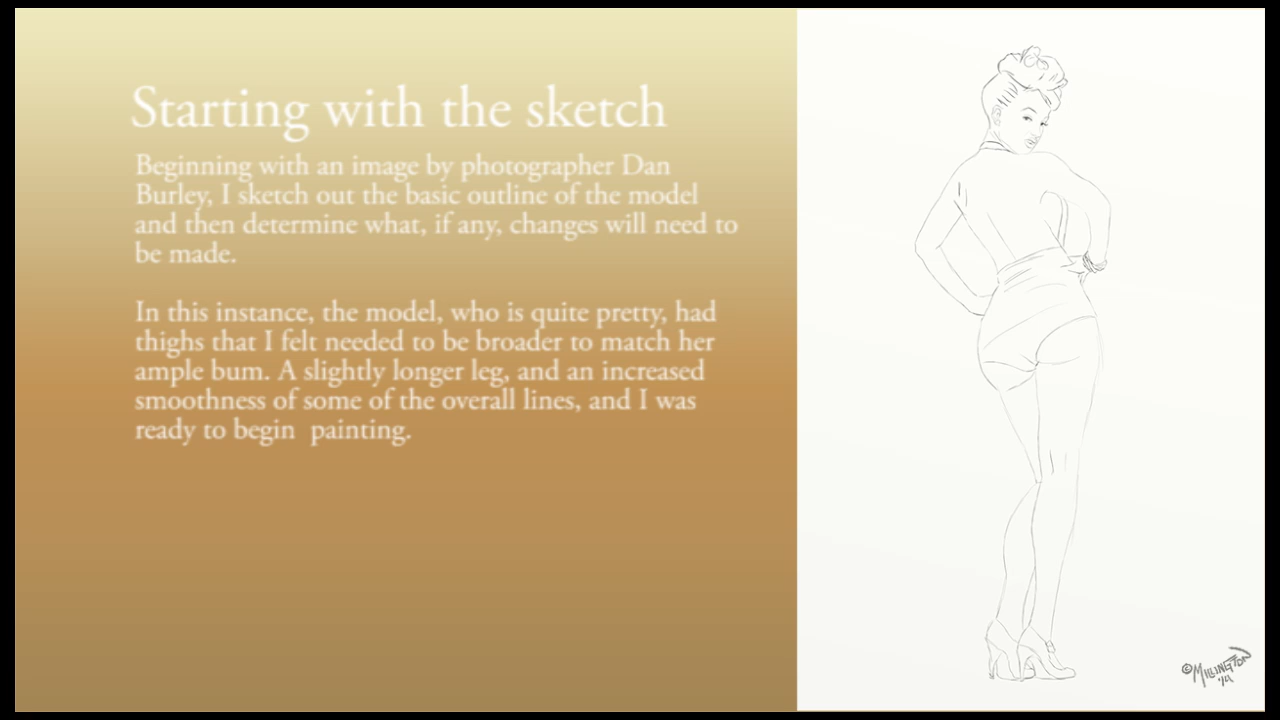 Starting with the sketch
Beginning with an image by photographer Dan
Burley, I sketch out the basic outline of the model
and then determine what, if any, changes will need to
be made.
In this instance, the model, who is quite pretty, had
thighs that I felt needed to be broader to match her
ample bum. A slightly longer leg, and an increased
smoothness of some of the overall lines, and I was
ready to begin  painting.
©MILLINGTON
'14